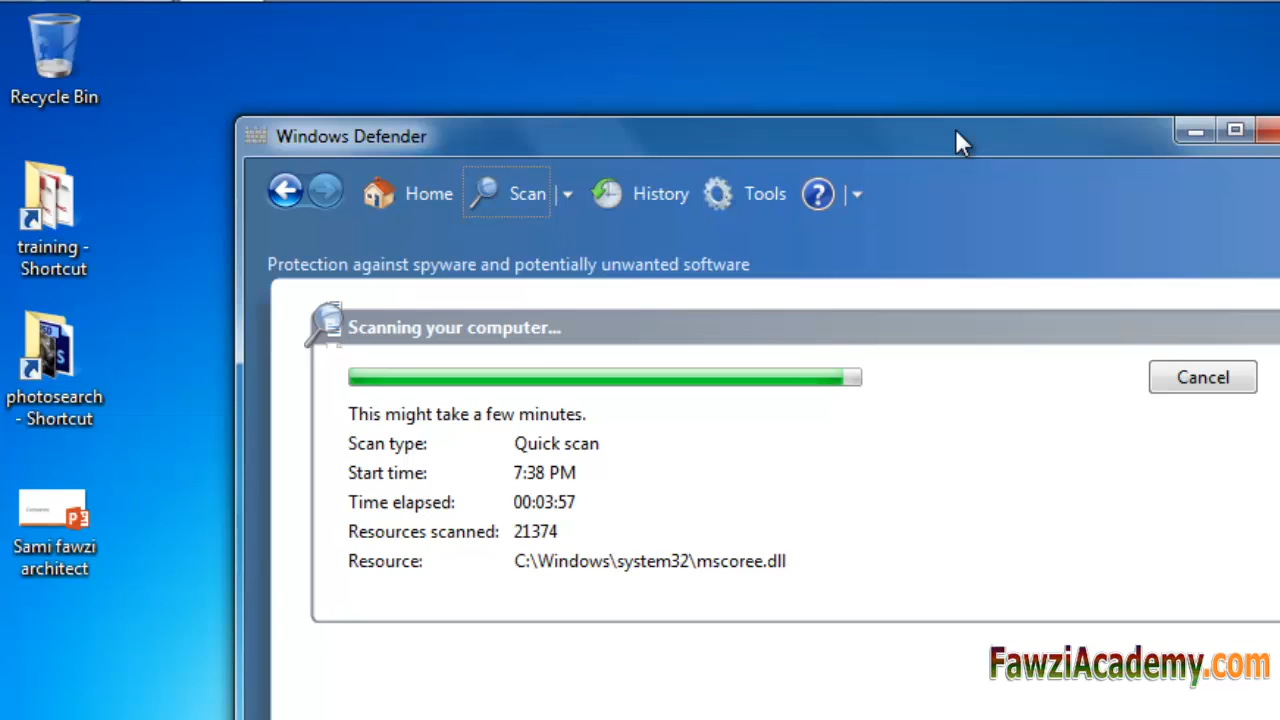 Recycle Bin
training -
Shortcut
photosearch
- Shortcut
Sami fawzi
architect
Windows Defender
Home Scan History Tools ?
Protection against spyware and potentially unwanted software
Scanning your computer...
Cancel
This might take a few minutes.
Scan type: Quick scan
Start time: 7:38 PM
Time elapsed: 00:03:57
Resources scanned: 21374
Resource: C:\Windows\system32\mscoree.dll
FawziAcademy.com